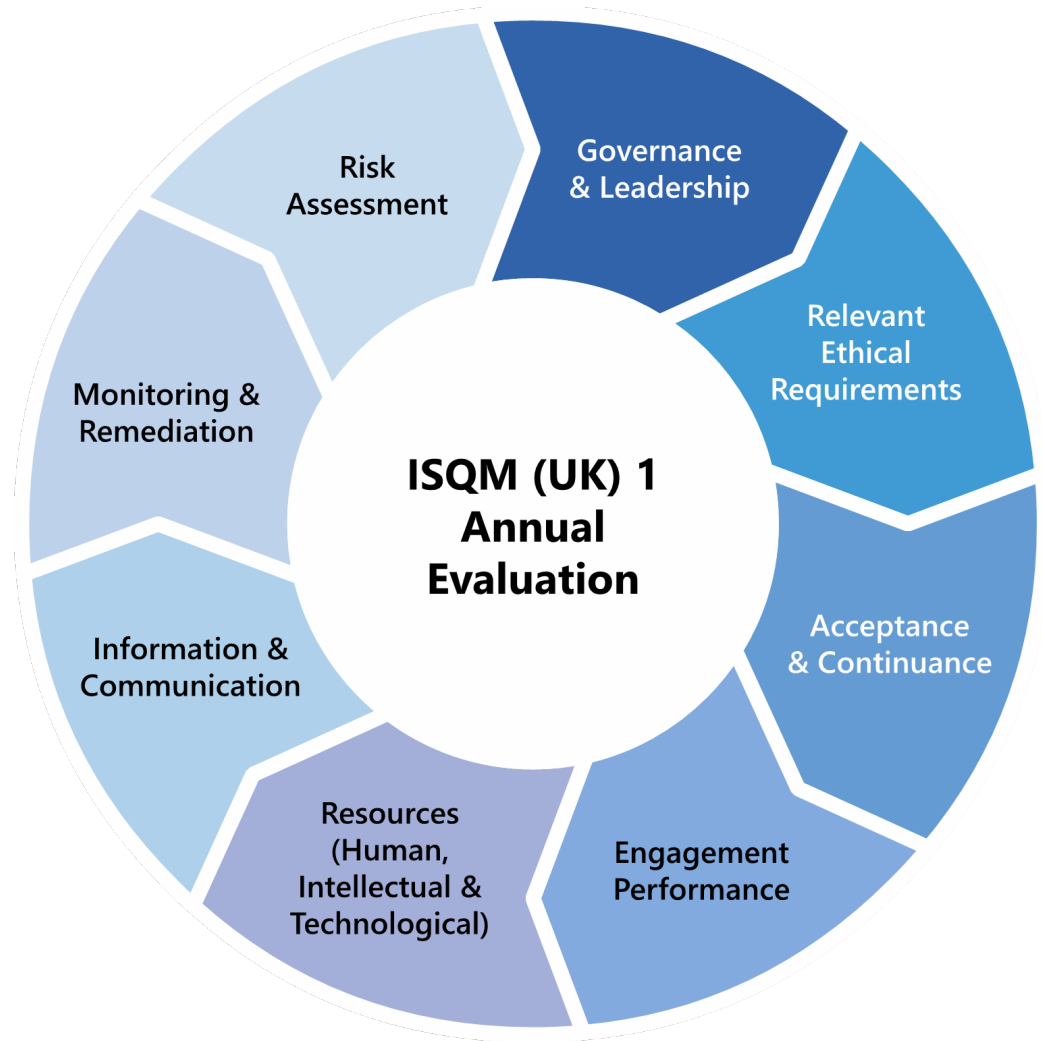 Governance
& Leadership
Relevant
Ethical
Requirements
Acceptance
& Continuance
Engagement
Performance
Resources
(Human,
Intellectual &
Technological)
Information &
Communication
Monitoring &
Remediation
Risk
Assessment
ISQM (UK) 1
Annual
Evaluation